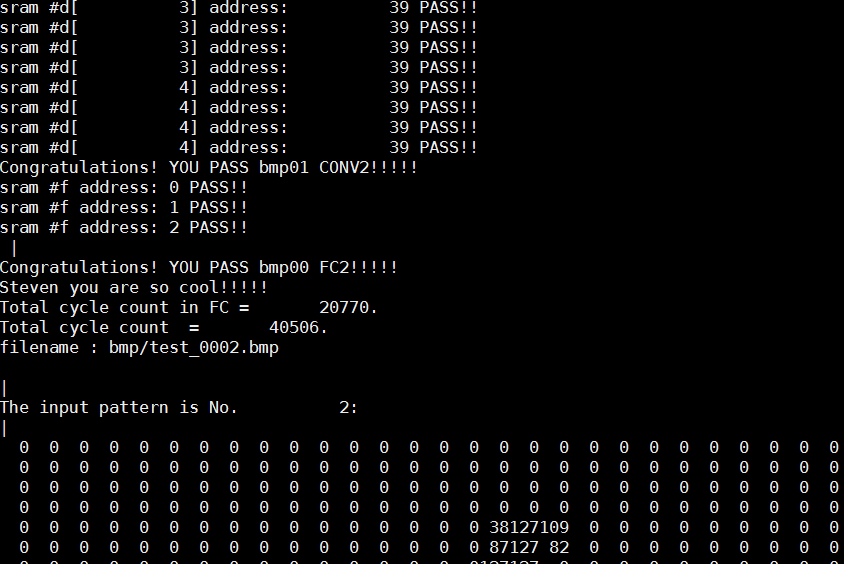 sram #d[          3] address:          39 PASS!!
sram #d[          3] address:          39 PASS!!
sram #d[          3] address:          39 PASS!!
sram #d[          3] address:          39 PASS!!
sram #d[          4] address:          39 PASS!!
sram #d[          4] address:          39 PASS!!
sram #d[          4] address:          39 PASS!!
sram #d[          4] address:          39 PASS!!
Congratulations! YOU PASS bmp01 CONV2!!!!!
sram #f address: 0 PASS!!
sram #f address: 1 PASS!!
sram #f address: 2 PASS!!
 |
Congratulations! YOU PASS bmp00 FC2!!!!!
Steven you are so cool!!!!!
Total cycle count in FC =       20770.
Total cycle count  =       40506.
filename : bmp/test_0002.bmp
|
The input pattern is No.          2:
|
  0  0  0  0  0  0  0  0  0  0  0  0  0  0  0  0  0  0  0  0  0  0  0  0  0  0  0  0
  0  0  0  0  0  0  0  0  0  0  0  0  0  0  0  0  0  0  0  0  0  0  0  0  0  0  0  0
  0  0  0  0  0  0  0  0  0  0  0  0  0  0  0  0  0  0  0  0  0  0  0  0  0  0  0  0
  0  0  0  0  0  0  0  0  0  0  0  0  0  0  0  0  0  0  0  0  0  0  0  0  0  0  0  0
  0  0  0  0  0  0  0  0  0  0  0  0  0  0  0  0 38127109  0  0  0  0  0  0  0  0  0
  0  0  0  0  0  0  0  0  0  0  0  0  0  0  0  0 87127 82  0  0  0  0  0  0  0  0  0